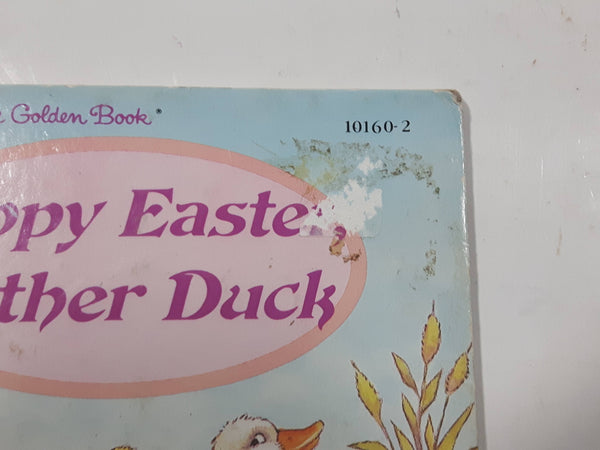 Golden Book®
10160-2
ppy Easte
ther Duck